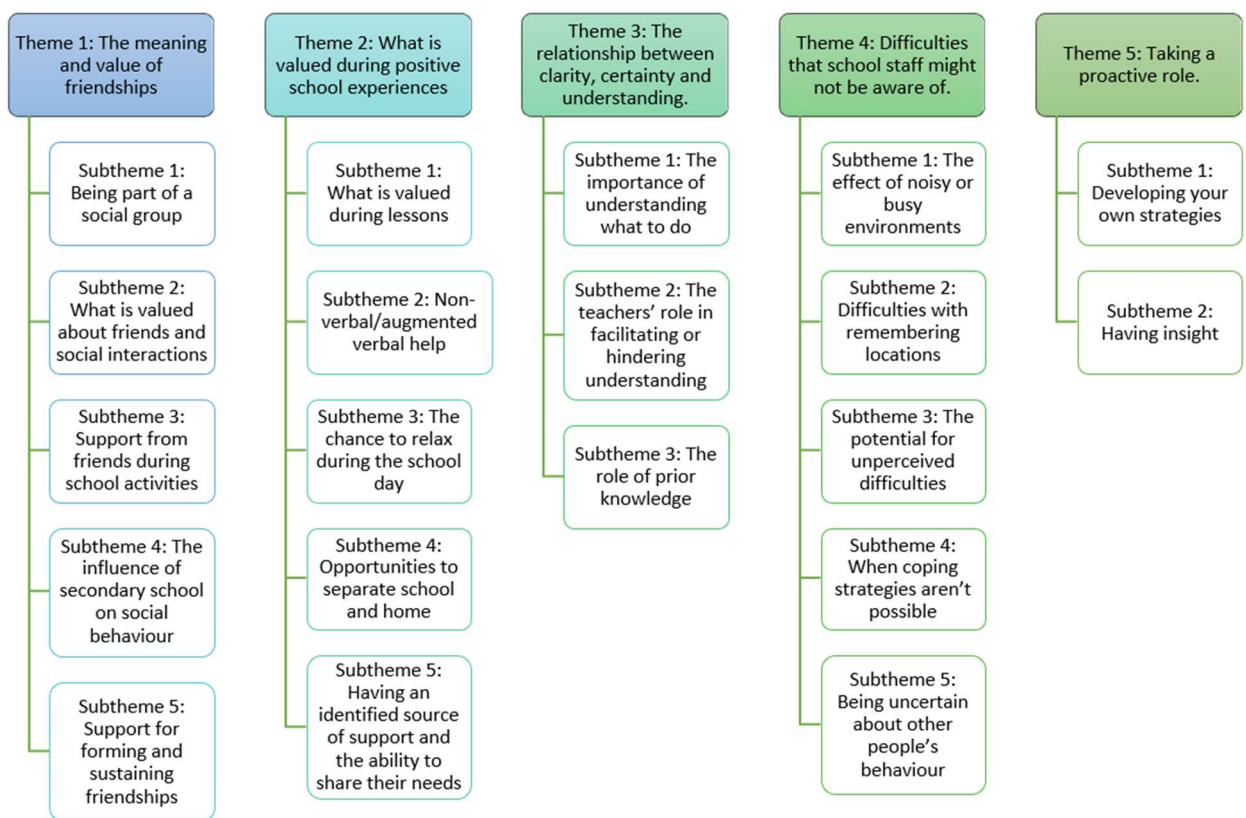 Theme 1: The meaning
and value of
friendships
Subtheme 1:
Being part of a
social group
Subtheme 2:
What is valued
about friends and
social interactions
Subtheme 3:
Support from
friends during
school activities
Subtheme 4: The
influence of
secondary school
on social
behaviour
Subtheme 5:
Support for
forming and
sustaining
friendships
Theme 2: What is
valued during positive
school experiences
Subtheme 1:
What is valued
during lessons
Subtheme 2: Non-
verbal/augmented
verbal help
Subtheme 3: The
chance to relax
during the school
day
Subtheme 4:
Opportunities to
separate school
and home
Subtheme 5:
Having an
identified source
of support and
the ability to
share their needs
Theme 3: The
relationship between
clarity, certainty and
understanding.
Subtheme 1: The
importance of
understanding
what to do
Subtheme 2: The
teachers’ role in
facilitating or
hindering
understanding
Subtheme 3: The
role of prior
knowledge
Theme 4: Difficulties
that school staff might
not be aware of.
Subtheme 1: The
effect of noisy or
busy
environments
Subtheme 2:
Difficulties with
remembering
locations
Subtheme 3: The
potential for
unperceived
difficulties
Subtheme 4:
When coping
strategies aren’t
possible
Subtheme 5:
Being uncertain
about other
people’s
behaviour
Theme 5: Taking a
proactive role.
Subtheme 1:
Developing your
own strategies
Subtheme 2:
Having insight